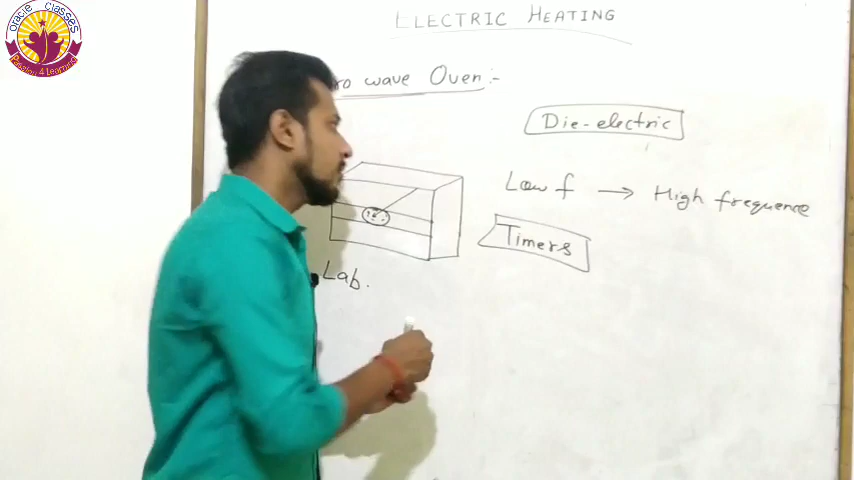 oracle classes
Passion 4 Learning
ELECTRIC HEATING
ro wave Oven :-
Die-electric
Low f → High frequence
Timers
Lab.